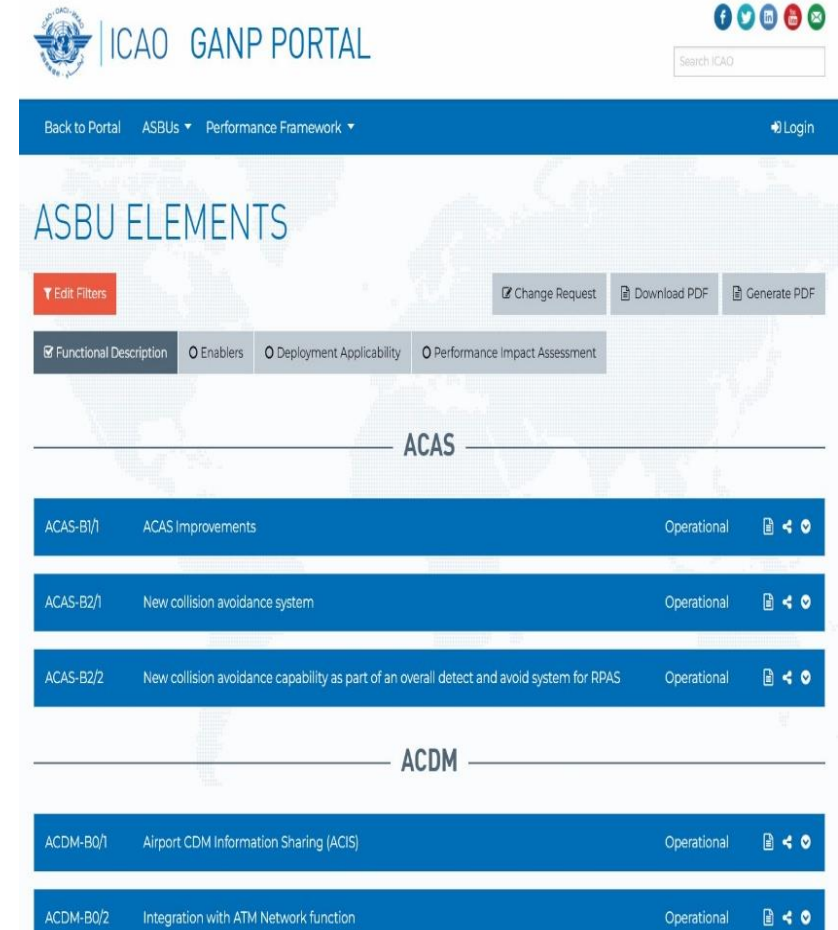 ICAO GANP PORTAL
Search ICAO
Back to Portal ASBUs Performance Framework Login
ASBU ELEMENTS
Edit Filters Change Request Download PDF Generate PDF
Functional Description Enablers Deployment Applicability Performance Impact Assessment
ACAS
ACAS-B1/1 ACAS Improvements Operational
ACAS-B2/1 New collision avoidance system Operational
ACAS-B2/2 New collision avoidance capability as part of an overall detect and avoid system for RPAS Operational
ACDM
ACDM-B0/1 Airport CDM Information Sharing (ACIS) Operational
ACDM-B0/2 Integration with ATM Network function Operational